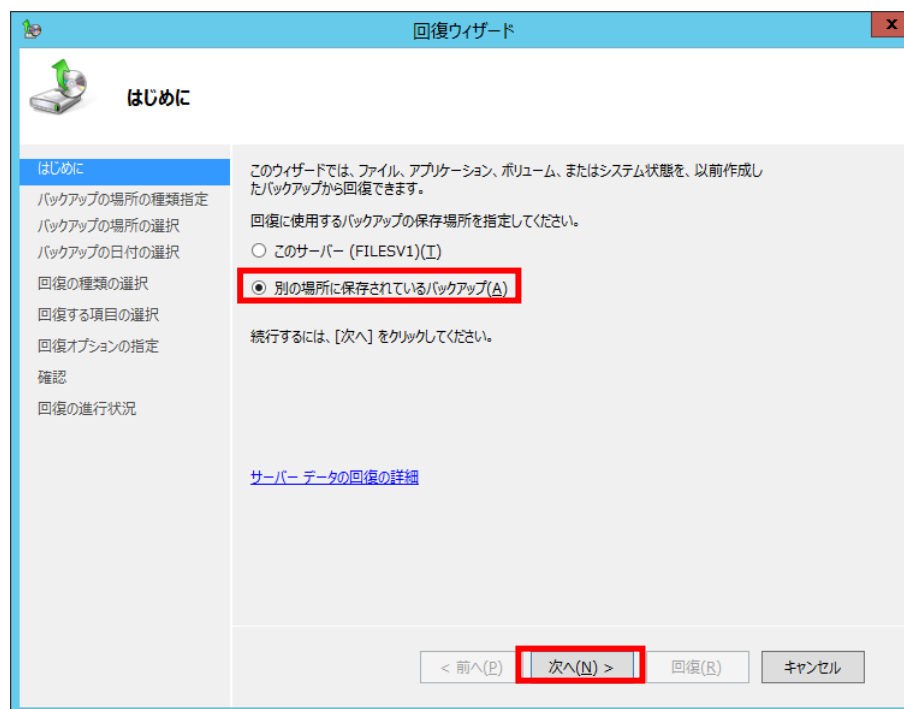 回復ウィザード
x
はじめに
はじめに
バックアップの場所の種類指定
バックアップの場所の選択
バックアップの日付の選択
回復の種類の選択
回復する項目の選択
回復オプションの指定
確認
回復の進行状況
このウィザードでは、ファイル、アプリケーション、ボリューム、またはシステム状態を、以前作成し
たバックアップから回復できます。
回復に使用するバックアップの保存場所を指定してください。
このサーバー (FILESV1)(T)
別の場所に保存されているバックアップ(A)
続行するには、[次へ] をクリックしてください。
サーバー データの回復の詳細
< 前へ(P)
次へ(N) >
回復(R)
キャンセル